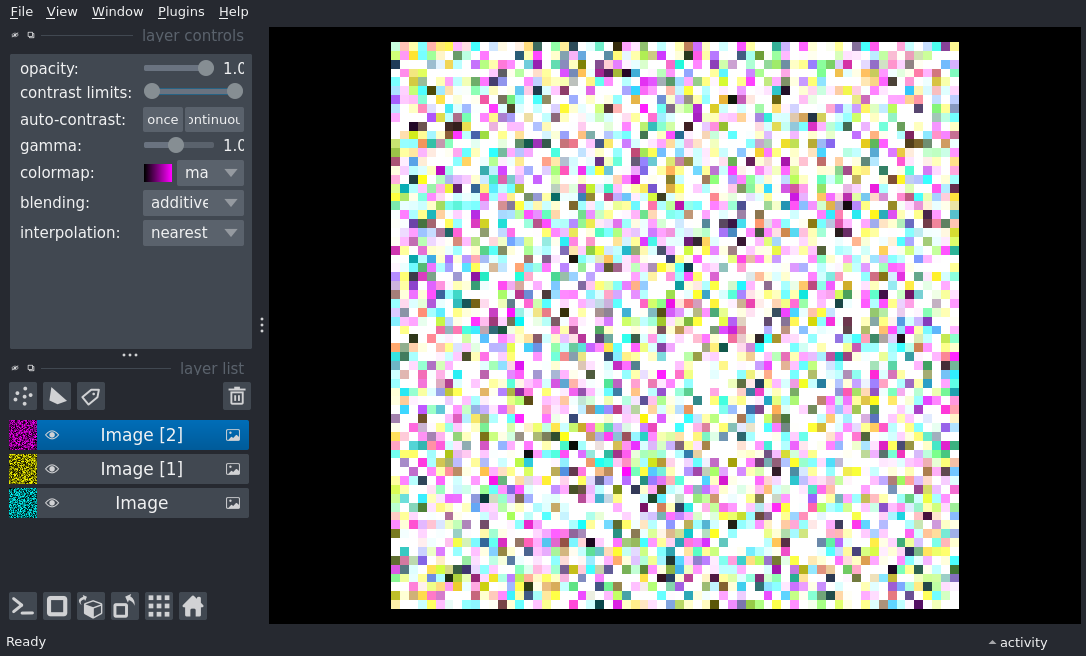 File View Window Plugins Help
layer controls
opacity: 1.0
contrast limits:
auto-contrast: once ontinuou
gamma: 1.0
colormap: ma
blending: additive
interpolation: nearest
layer list
Image [2]
Image [1]
Image
Ready
activity